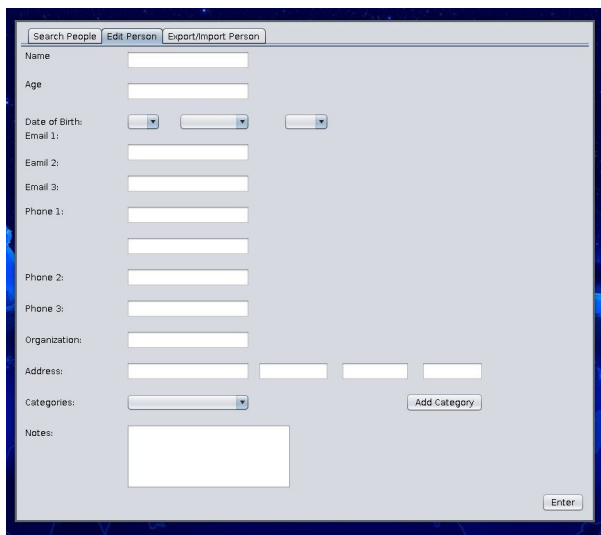 Search People Edit Person Export/Import Person
Name
Age
Date of Birth:
Email 1:
Eamil 2:
Email 3:
Phone 1:
Phone 2:
Phone 3:
Organization:
Address:
Categories: Add Category
Notes:
Enter